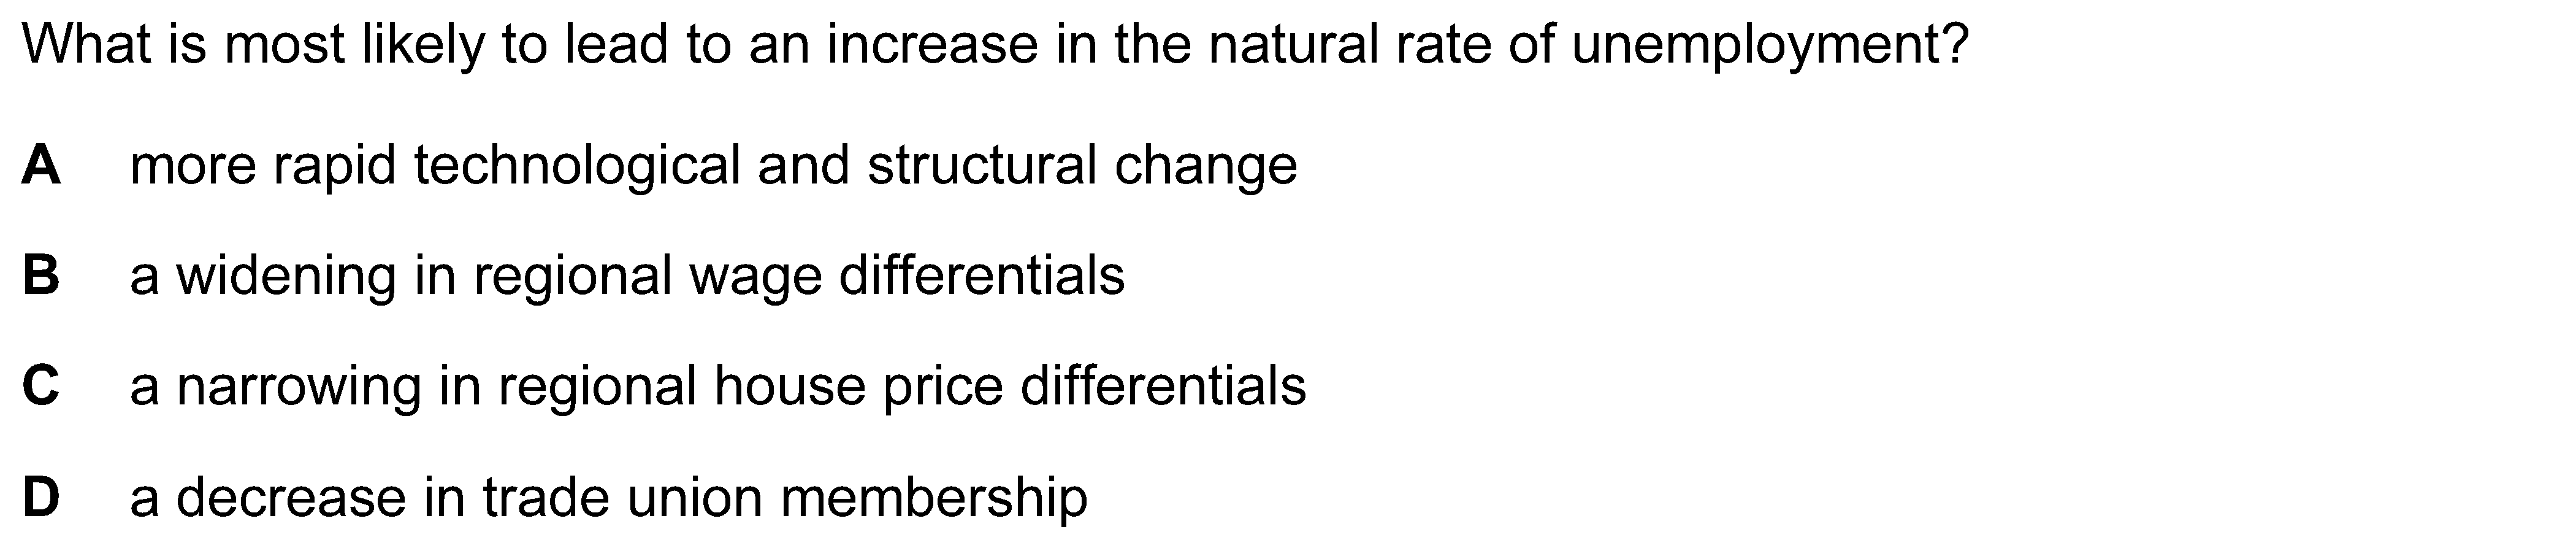 What is most likely to lead to an increase in the natural rate of unemployment?
A more rapid technological and structural change
B a widening in regional wage differentials
C a narrowing in regional house price differentials
D a decrease in trade union membership